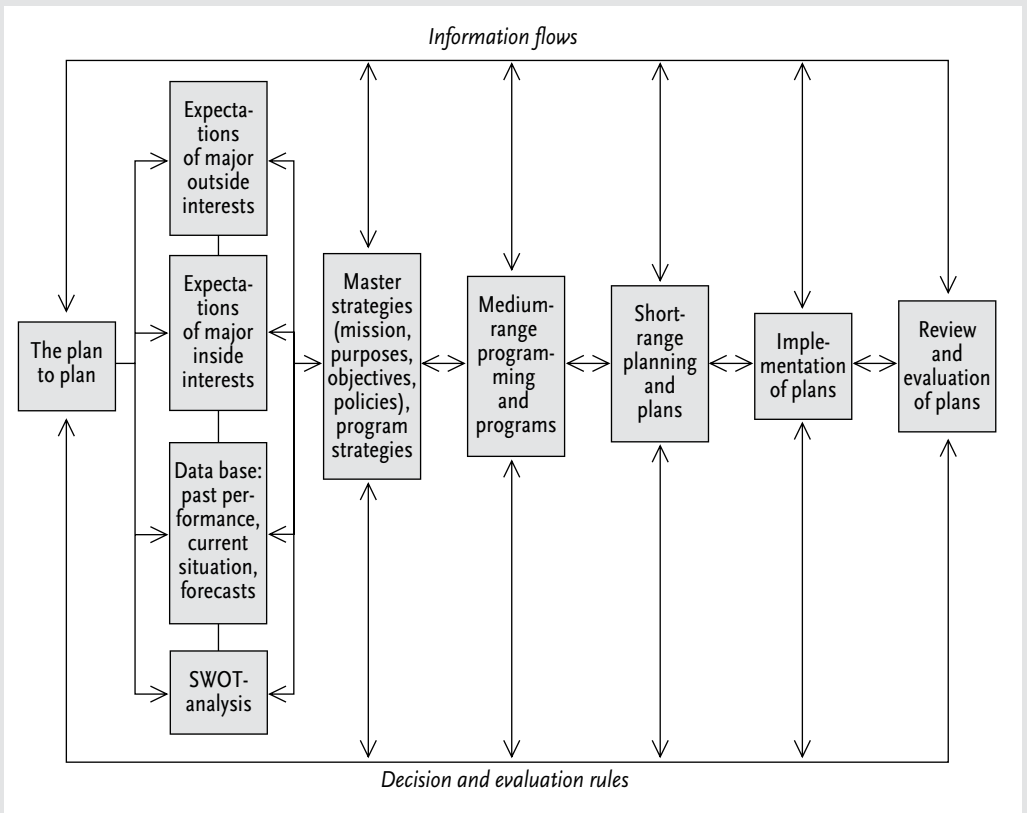 Information flows
The plan
to plan
Expecta-
tions
of major
outside
interests
Expecta-
tions
of major
inside
interests
Data base:
past per-
formance,
current
situation,
forecasts
SWOT-
analysis
Master
strategies
(mission,
purposes,
objectives,
policies),
program
strategies
Medium-
range
program-
ming
and
programs
Short-
range
planning
and
plans
Imple-
mentation
of plans
Review
and
evaluation
of plans
Decision and evaluation rules